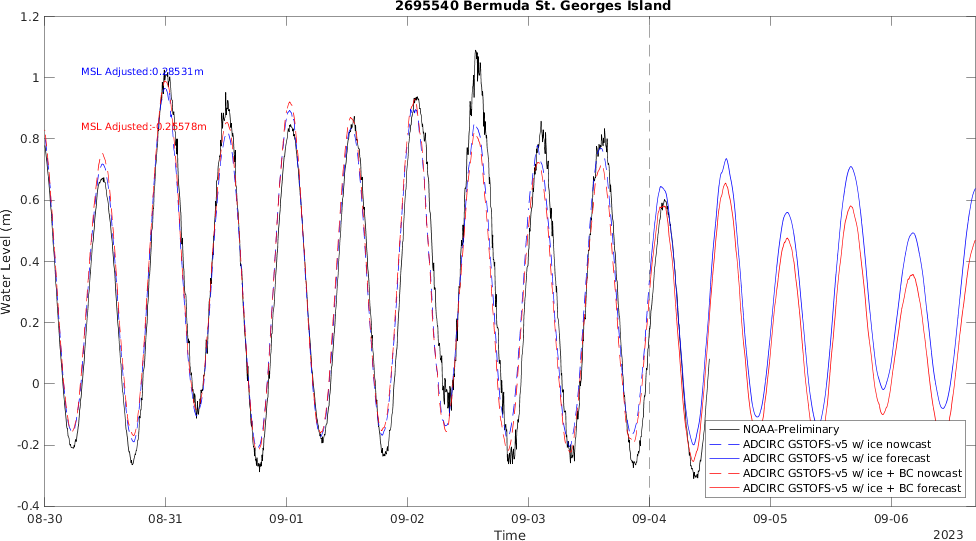 2695540 Bermuda St. Georges Island
1.2
1
0.8
0.6
0.4
0.2
0
-0.2
-0.4
Water Level (m)
MSL Adjusted:0.28531m
MSL Adjusted:-0.25578m
NOAA-Preliminary
ADCIRC GSTOFS-v5 w/ ice nowcast
ADCIRC GSTOFS-v5 w/ ice forecast
ADCIRC GSTOFS-v5 w/ ice + BC nowcast
ADCIRC GSTOFS-v5 w/ ice + BC forecast
08-30 08-31 09-01 09-02 09-03 09-04 09-05 09-06
Time
2023